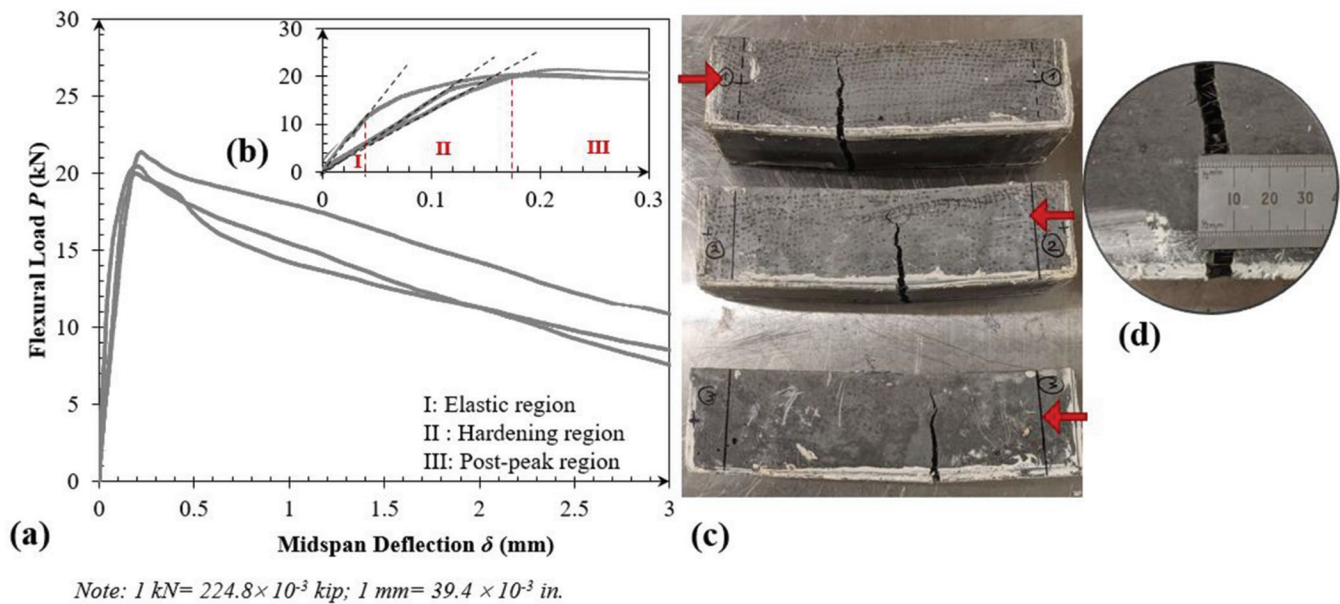 30
25
20
15
10
5
0
Flexural Load P (kN)
(b)
30
20
10
0
I
II
III
0
0.1
0.2
0.3
I: Elastic region
II : Hardening region
III: Post-peak region
0
0.5
1
1.5
2
2.5
3
Midspan Deflection δ (mm)
(a)
1
1
2
2
3
3
(c)
mm
10 20 30
(d)
Note: 1 kN= 224.8×10⁻³ kip; 1 mm= 39.4 ×10⁻³ in.